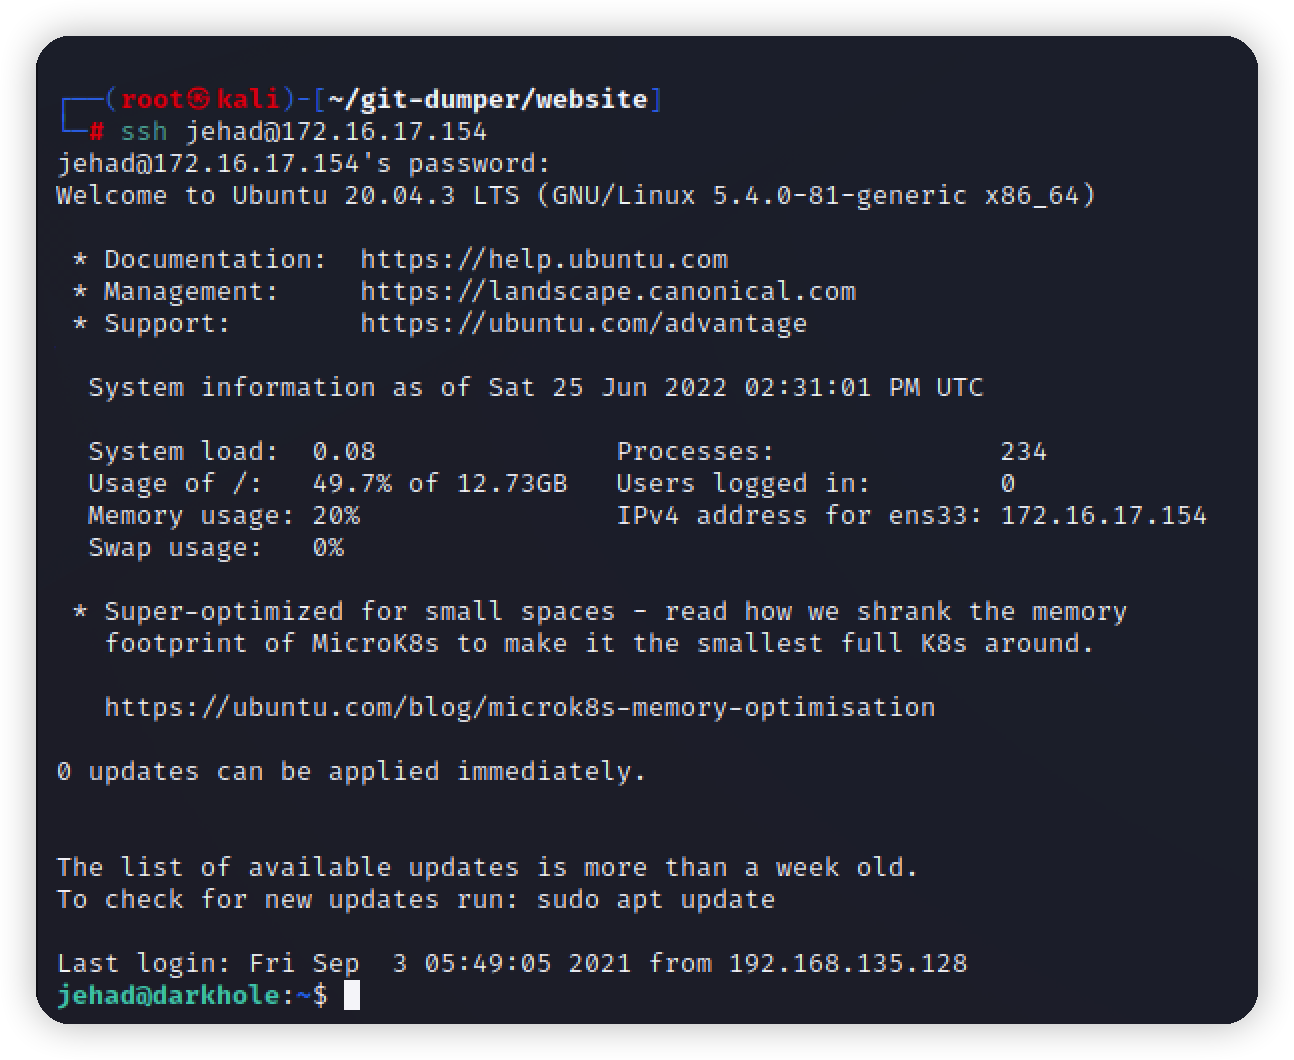 ┌──(root㉿kali)-[~/git-dumper/website]
└─# ssh jehad@172.16.17.154
jehad@172.16.17.154's password:
Welcome to Ubuntu 20.04.3 LTS (GNU/Linux 5.4.0-81-generic x86_64)

 * Documentation:  https://help.ubuntu.com
 * Management:     https://landscape.canonical.com
 * Support:        https://ubuntu.com/advantage

  System information as of Sat 25 Jun 2022 02:31:01 PM UTC

  System load:  0.08               Processes:              234
  Usage of /:   49.7% of 12.73GB   Users logged in:        0
  Memory usage: 20%                IPv4 address for ens33: 172.16.17.154
  Swap usage:   0%

 * Super-optimized for small spaces - read how we shrank the memory
   footprint of MicroK8s to make it the smallest full K8s around.

   https://ubuntu.com/blog/microk8s-memory-optimisation

0 updates can be applied immediately.


The list of available updates is more than a week old.
To check for new updates run: sudo apt update

Last login: Fri Sep  3 05:49:05 2021 from 192.168.135.128
jehad@darkhole:~$